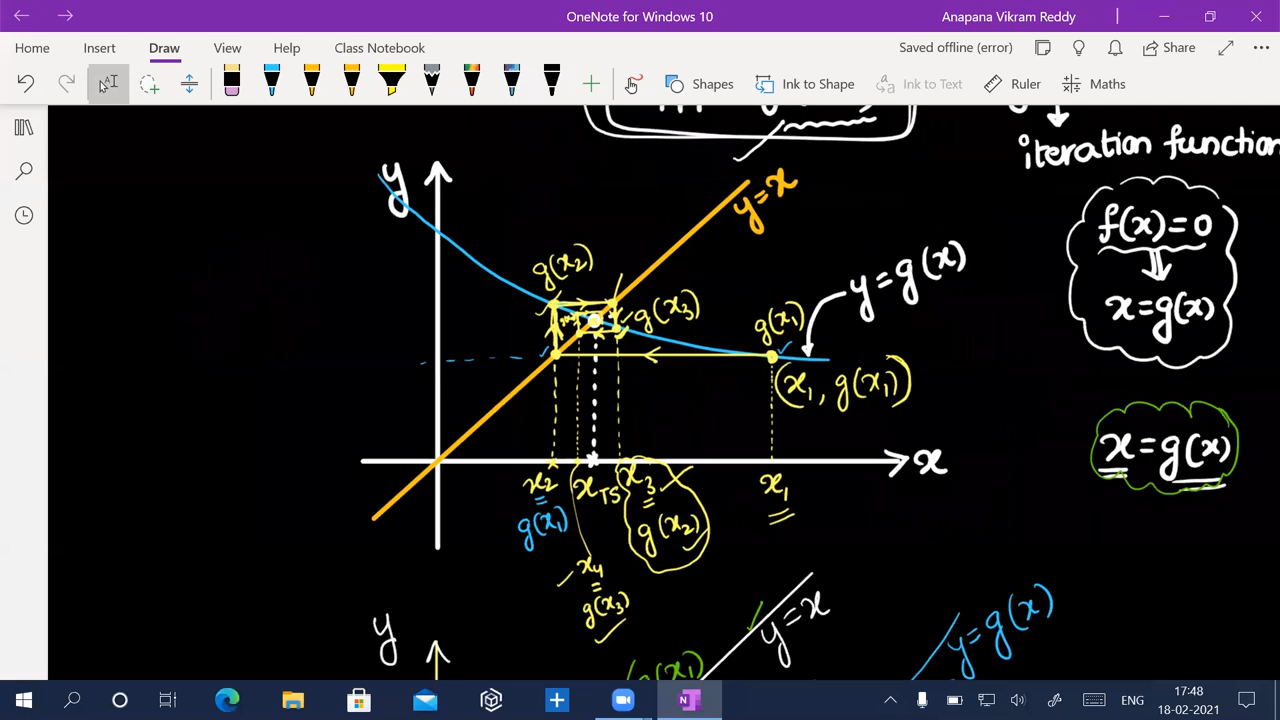 OneNote for Windows 10
Anapana Vikram Reddy
Home Insert Draw View Help Class Notebook
Saved offline (error)
Share
Shapes
Ink to Shape
Ink to Text
Ruler
Maths
iteration function
y
y=x
f(x)=0
⇓
x=g(x)
g(x₂)
y=g(x)
g(x₃)
g(x₁)
(x₁, g(x₁))
x=g(x)
x
x₂
=
g(x₁)
x_TS
x₃
=
g(x₂)
x₁
x₄
=
g(x₃)
y
y=x
y=g(x)
g(x₁)
ENG
17:48
18-02-2021